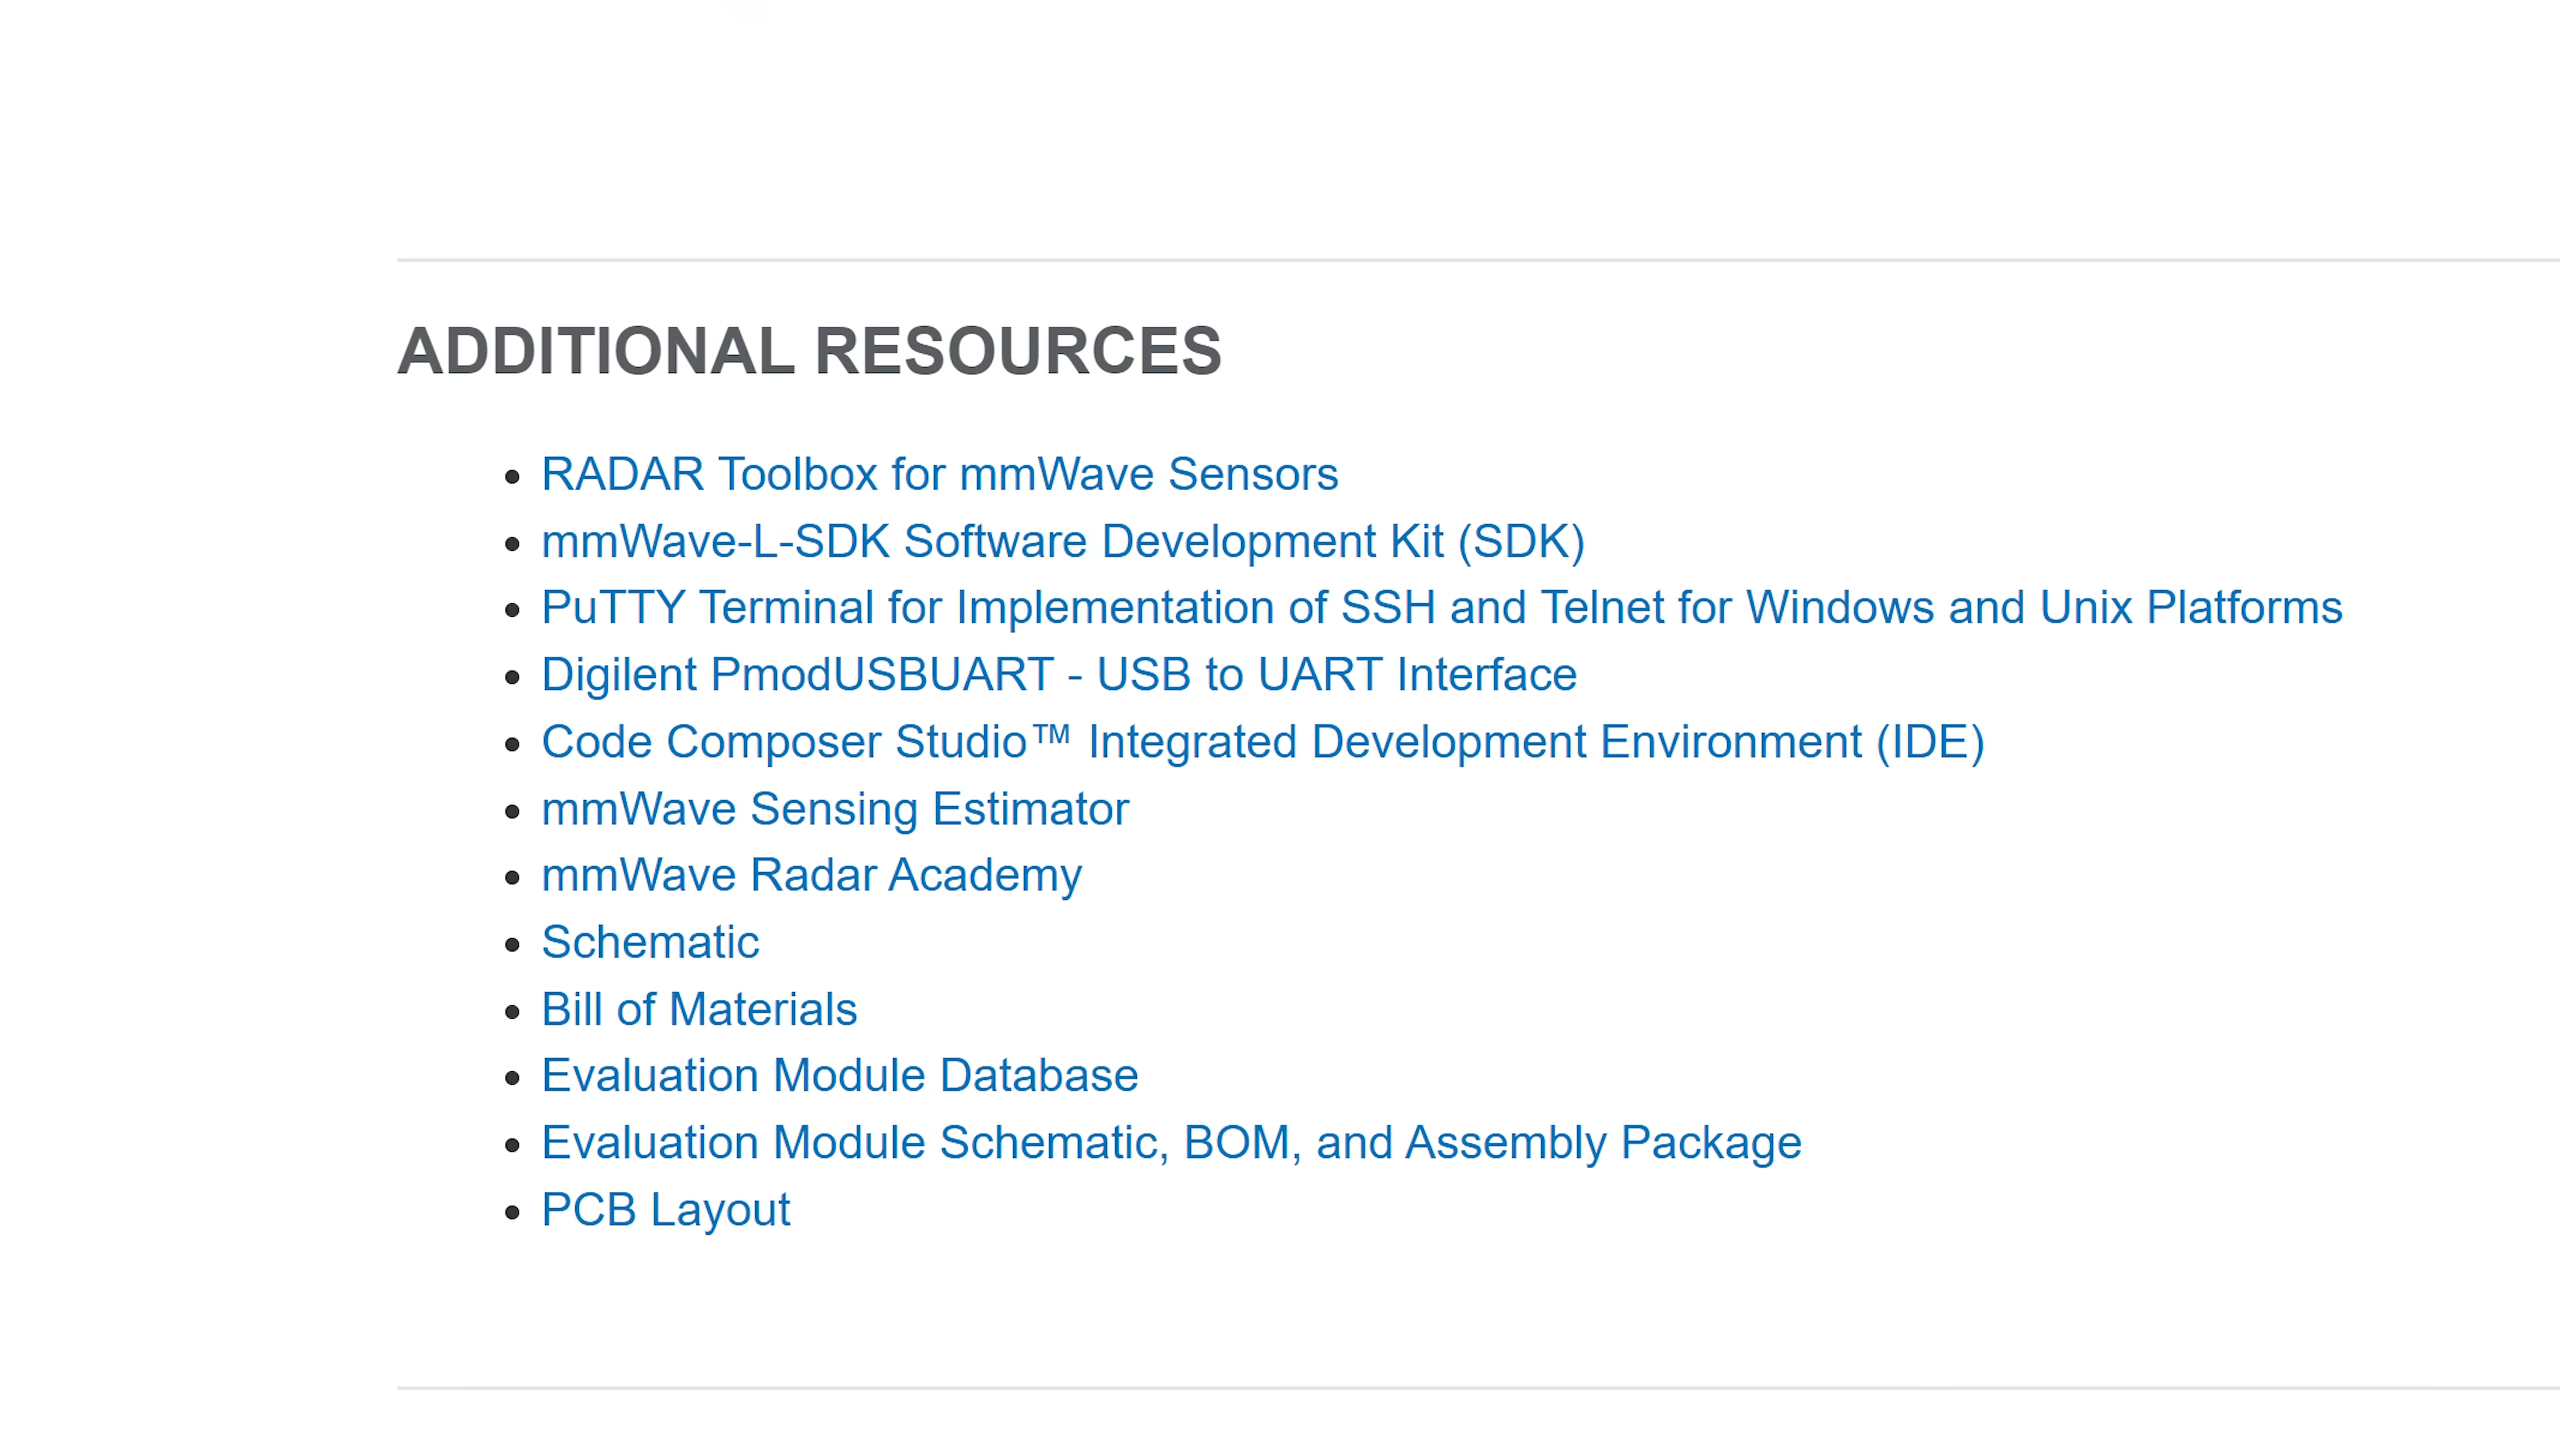 ADDITIONAL RESOURCES
RADAR Toolbox for mmWave Sensors
mmWave-L-SDK Software Development Kit (SDK)
PuTTY Terminal for Implementation of SSH and Telnet for Windows and Unix Platforms
Digilent PmodUSBUART - USB to UART Interface
Code Composer Studio™ Integrated Development Environment (IDE)
mmWave Sensing Estimator
mmWave Radar Academy
Schematic
Bill of Materials
Evaluation Module Database
Evaluation Module Schematic, BOM, and Assembly Package
PCB Layout